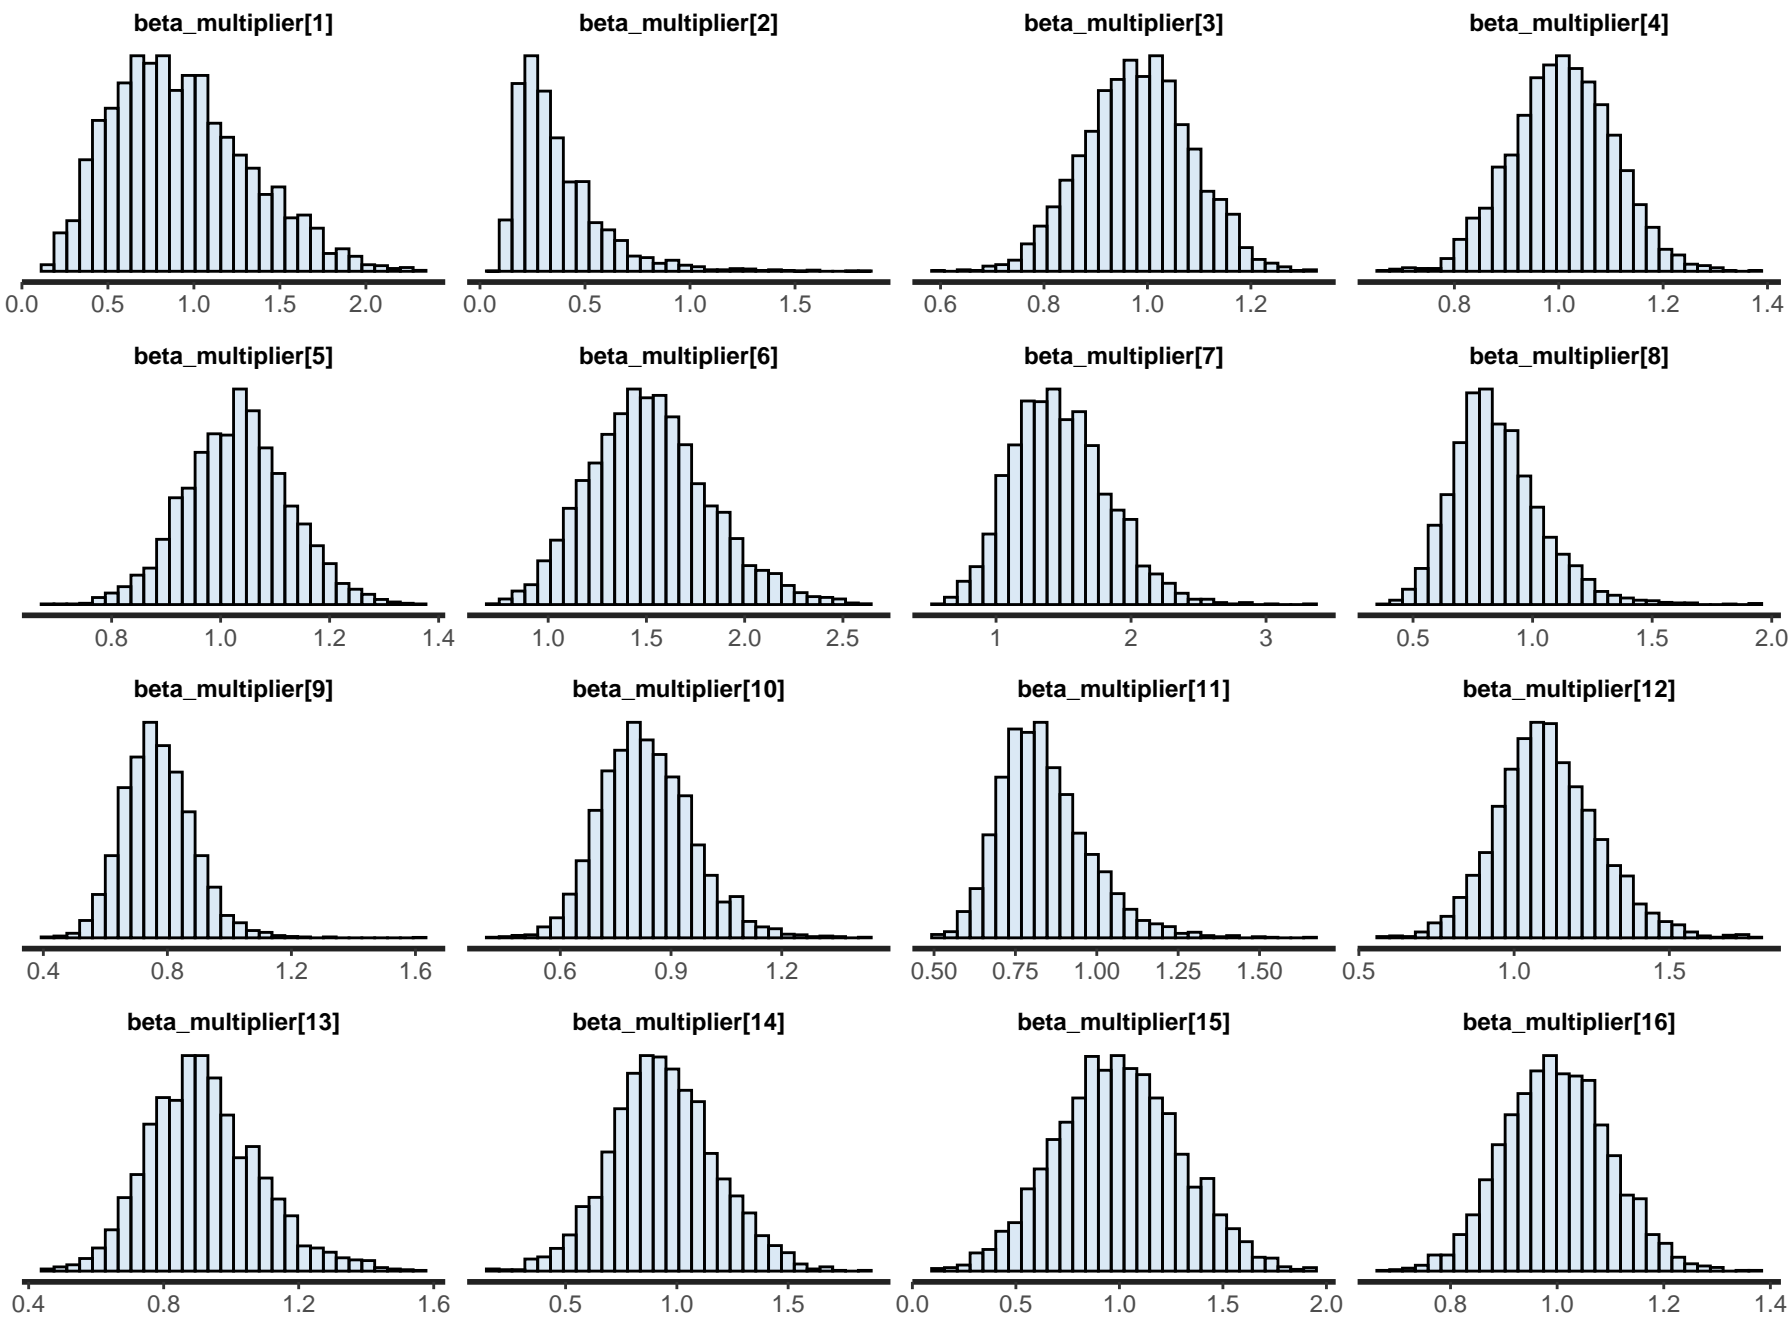 beta_multiplier[1] beta_multiplier[2] beta_multiplier[3] beta_multiplier[4]
0.0 0.5 1.0 1.5 2.0 0.0 0.5 1.0 1.5 0.6 0.8 1.0 1.2 0.8 1.0 1.2 1.4
beta_multiplier[5] beta_multiplier[6] beta_multiplier[7] beta_multiplier[8]
0.8 1.0 1.2 1.4 1.0 1.5 2.0 2.5 1 2 3 0.5 1.0 1.5 2.0
beta_multiplier[9] beta_multiplier[10] beta_multiplier[11] beta_multiplier[12]
0.4 0.8 1.2 1.6 0.6 0.9 1.2 0.50 0.75 1.00 1.25 1.50 0.5 1.0 1.5
beta_multiplier[13] beta_multiplier[14] beta_multiplier[15] beta_multiplier[16]
0.4 0.8 1.2 1.6 0.5 1.0 1.5 0.0 0.5 1.0 1.5 2.0 0.8 1.0 1.2 1.4